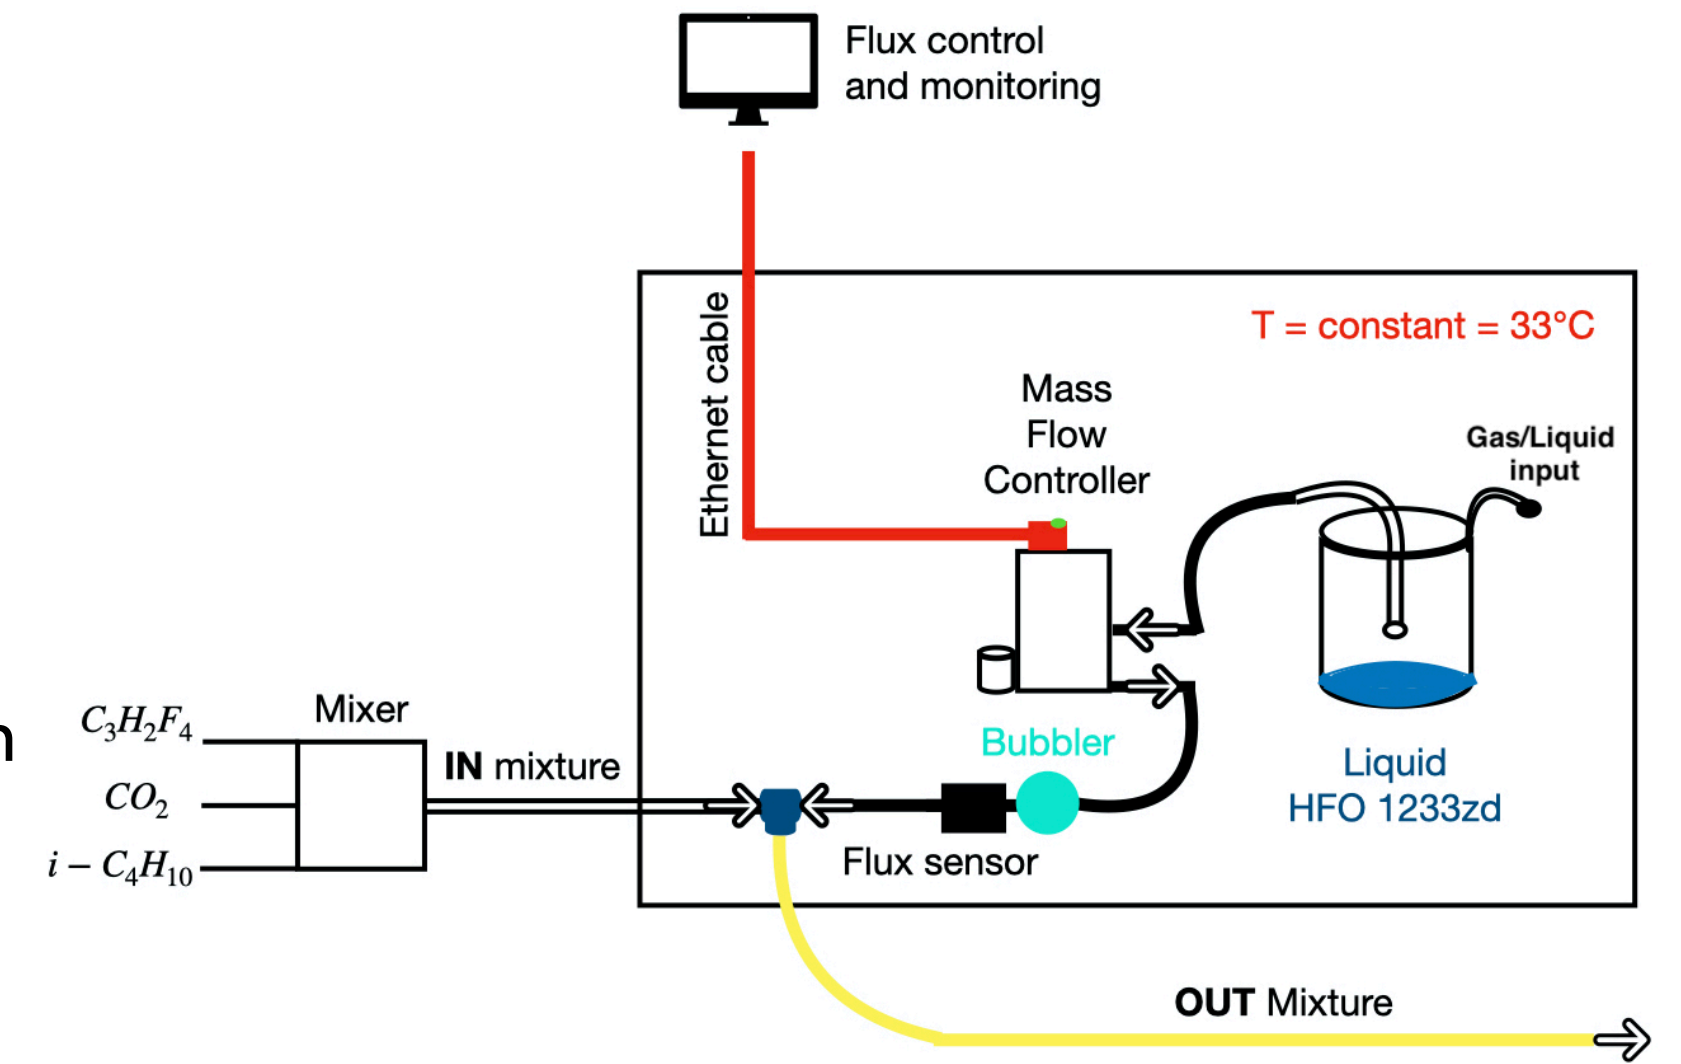 Flux control
and monitoring
Ethernet cable
T = constant = 33°C
Mass
Flow
Controller
Gas/Liquid
input
n
C₃H₂F₄
Mixer
CO₂
IN mixture
i − C₄H₁₀
Bubbler
Flux sensor
Liquid
HFO 1233zd
OUT Mixture